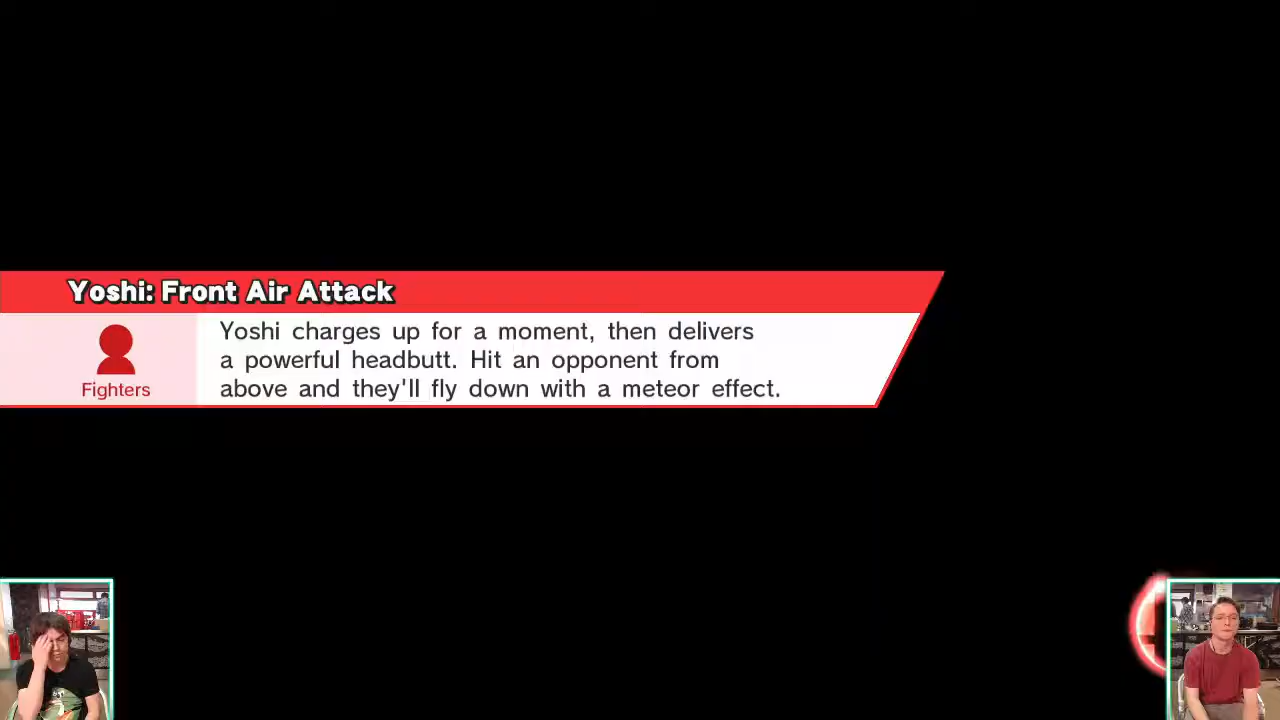 Yoshi: Front Air Attack
Yoshi charges up for a moment, then delivers
a powerful headbutt. Hit an opponent from
above and they'll fly down with a meteor effect.
Fighters